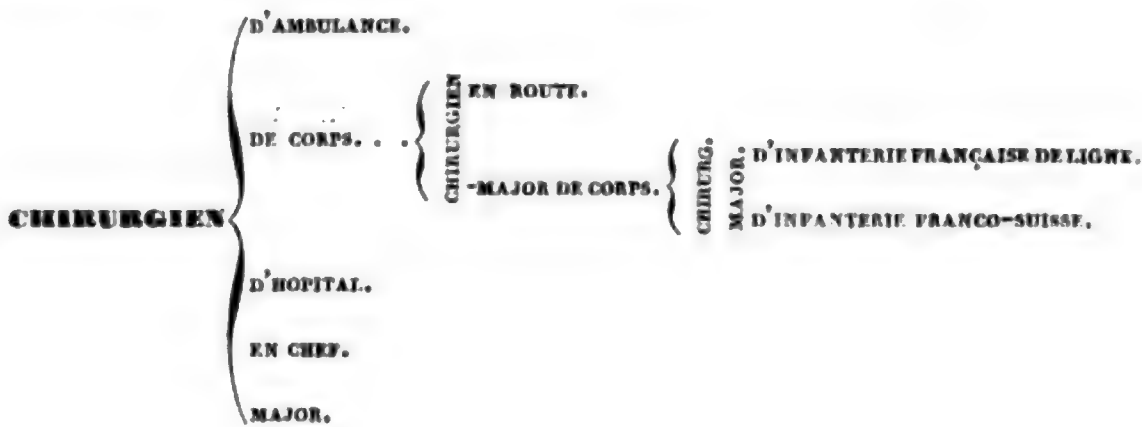 D'AMBULANCE.
EN ROUTE.
CHIRURGIEN
DE CORPS. . .
D'INFANTERIE FRANÇAISE DE LIGNE.
CHIRURG.
MAJOR.
-MAJOR DE CORPS.
CHIRURGIEN
D'INFANTERIE FRANCO-SUISSE.
D'HOPITAL.
EN CHEF.
MAJOR.